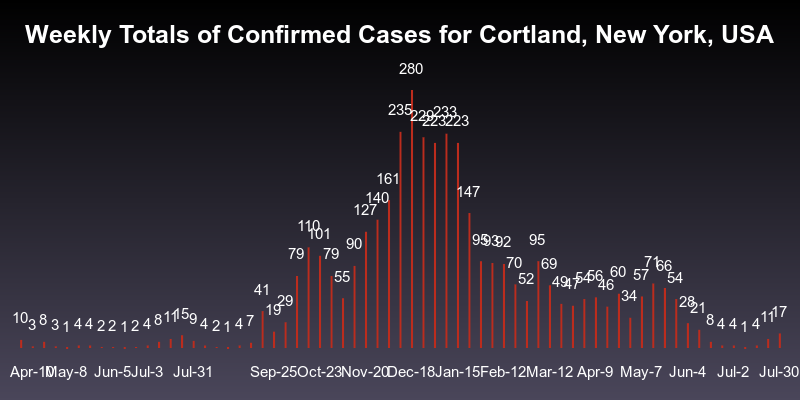 Weekly Totals of Confirmed Cases for Cortland, New York, USA
10 3 8 3 1 4 4 2 2 1 2 4 8 11 15 9 4 2 1 4 7 41 19 29 79 110 101 79 55 90 127 140 161 235 280 229 223 233 223 147 95 93 92 70 52 95 69 49 47 54 56 46 60 34 57 71 66 54 28 21 8 4 4 1 4 11 17
Apr-10 May-8 Jun-5 Jul-3 Jul-31 Sep-25 Oct-23 Nov-20 Dec-18 Jan-15 Feb-12 Mar-12 Apr-9 May-7 Jun-4 Jul-2 Jul-30